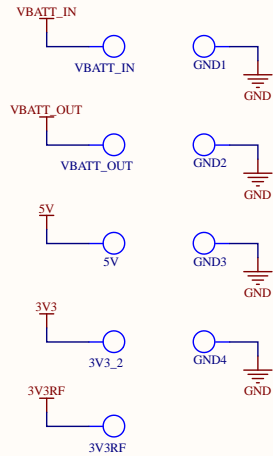 VBATT_IN
VBATT_IN
GND1
GND
VBATT_OUT
VBATT_OUT
GND2
GND
5V
5V
GND3
GND
3V3
3V3_2
GND4
GND
3V3RF
3V3RF